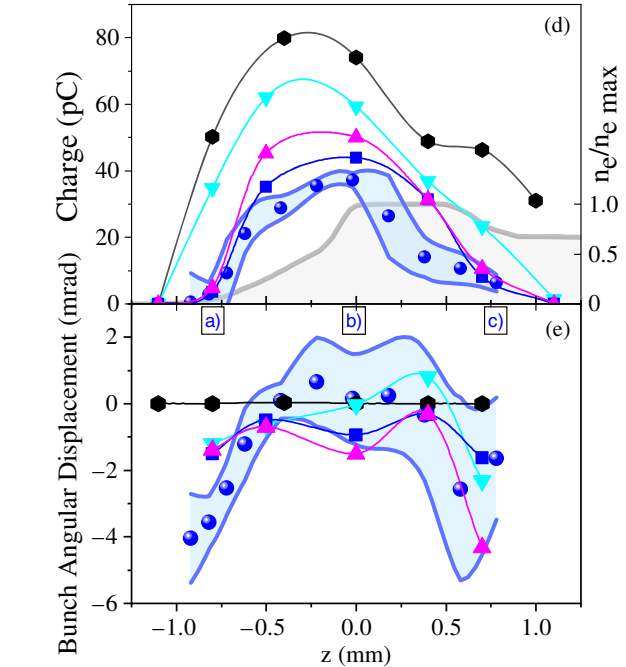 (d)
80
60
40
20
0
Charge (pC)
1.0
0.5
0
n_e/n_e max
a)
b)
c)
(e)
2
0
−2
−4
−6
Bunch Angular Displacement (mrad)
−1.0 −0.5 0.0 0.5 1.0
z (mm)